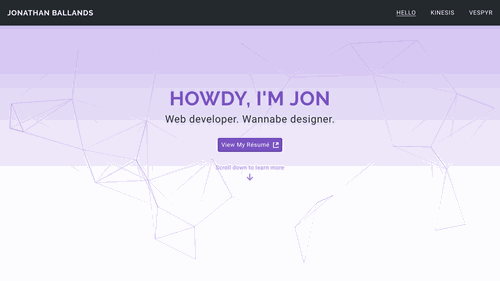 JONATHAN BALLANDS
HELLO
KINESIS
VESPYR
HOWDY, I'M JON
Web developer. Wannabe designer.
View My Résumé
Scroll down to learn more